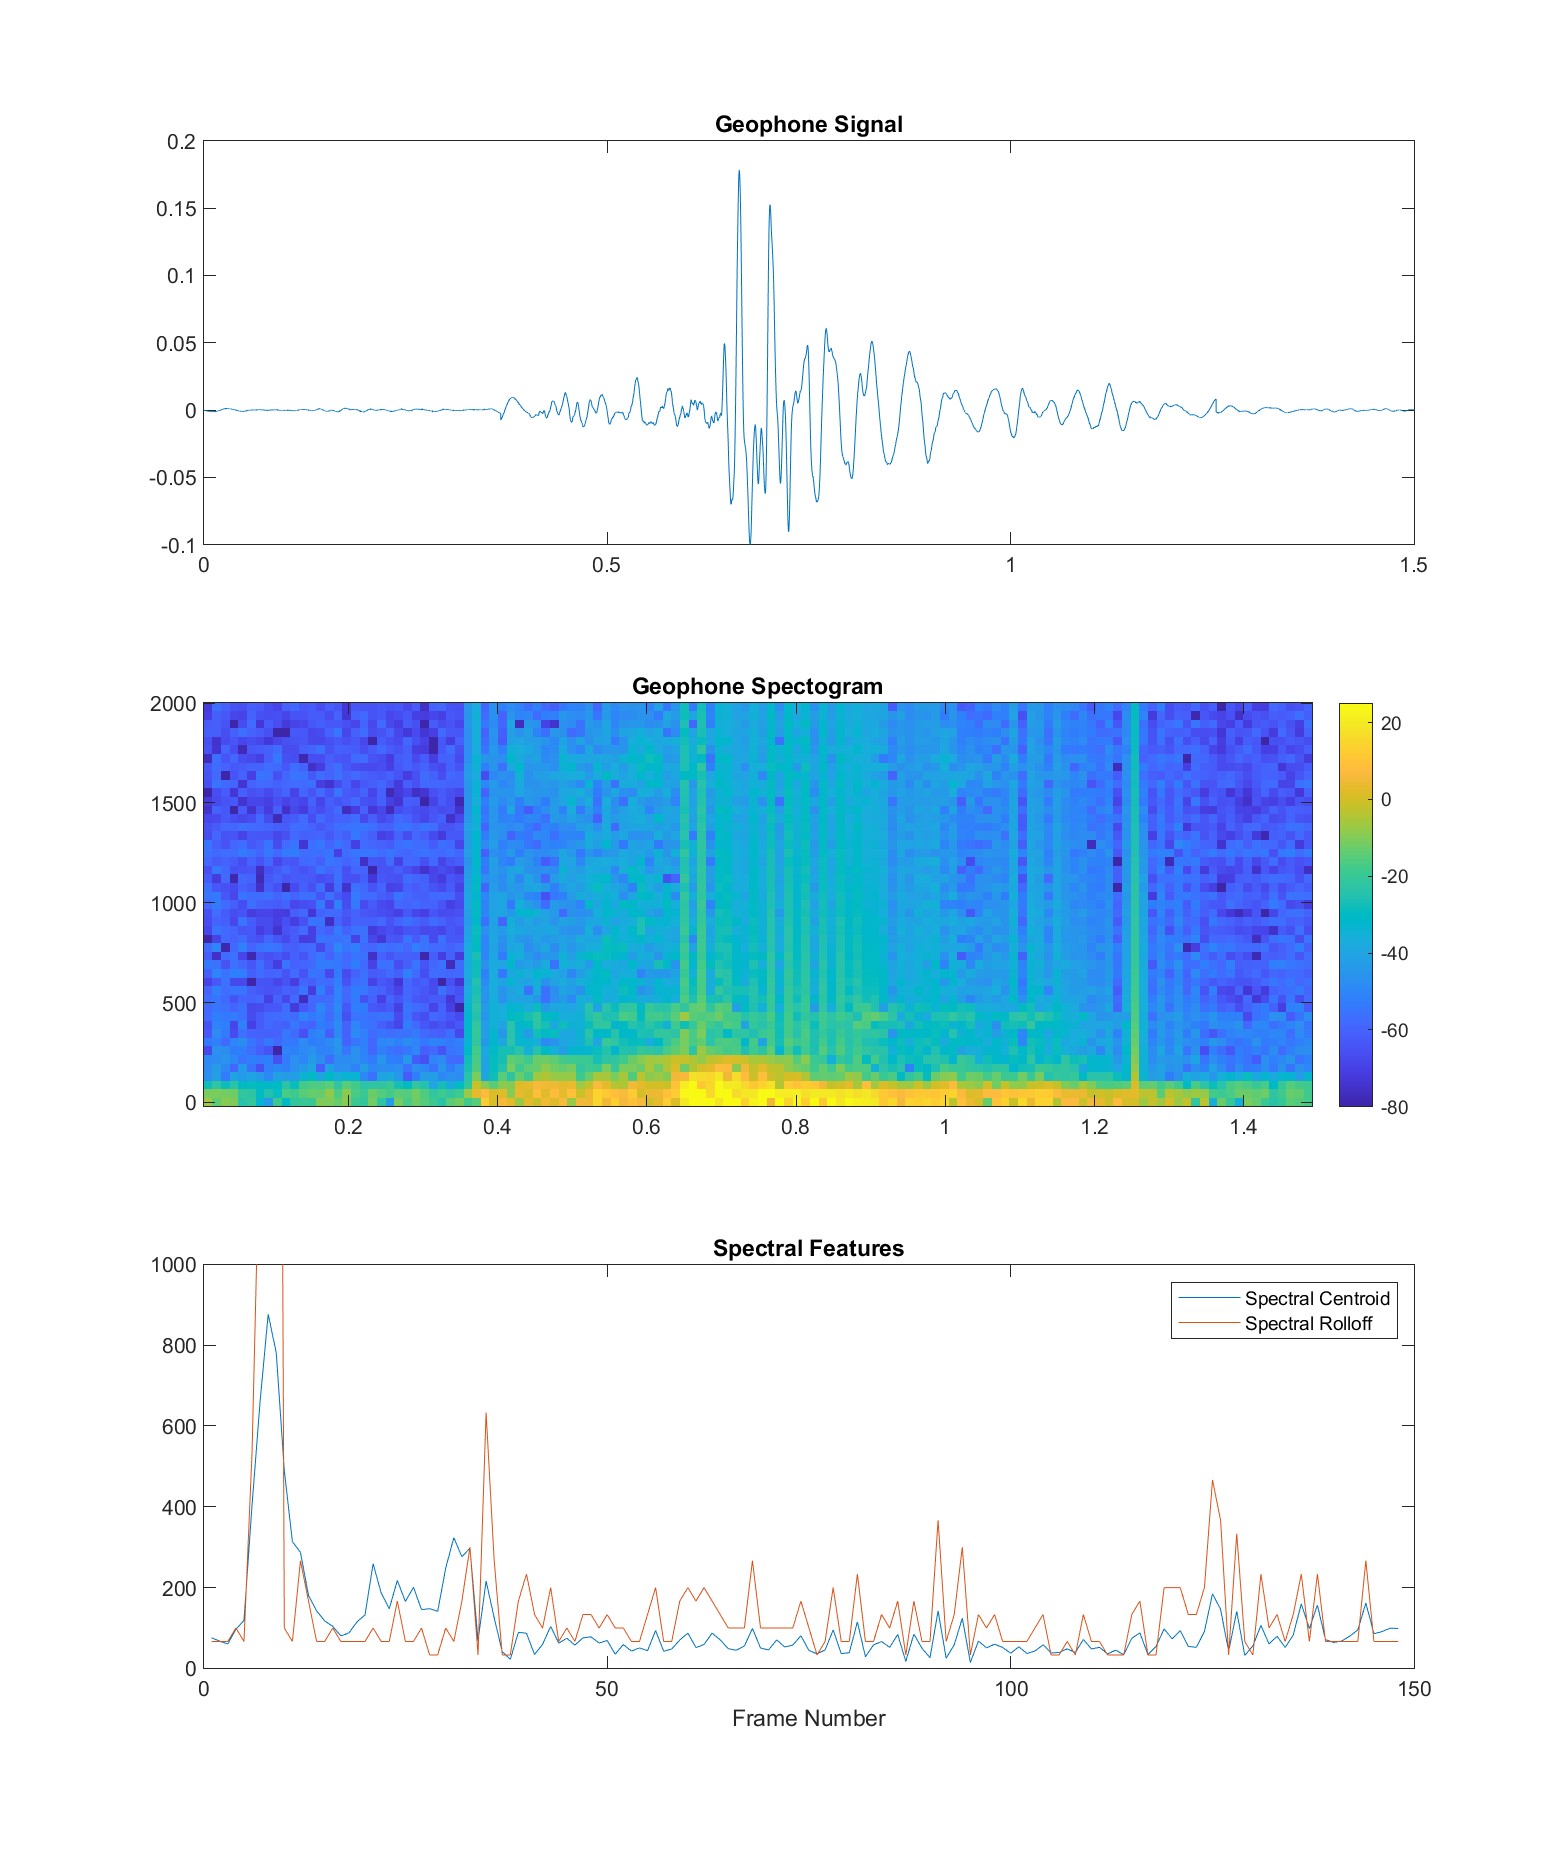 Geophone Signal
0.2
0.15
0.1
0.05
0
-0.05
-0.1
0 0.5 1 1.5
Geophone Spectogram
2000
1500
1000
500
0
20
0
-20
-40
-60
-80
0.2 0.4 0.6 0.8 1 1.2 1.4
Spectral Features
1000
800
600
400
200
0
Spectral Centroid
Spectral Rolloff
0 50 100 150
Frame Number